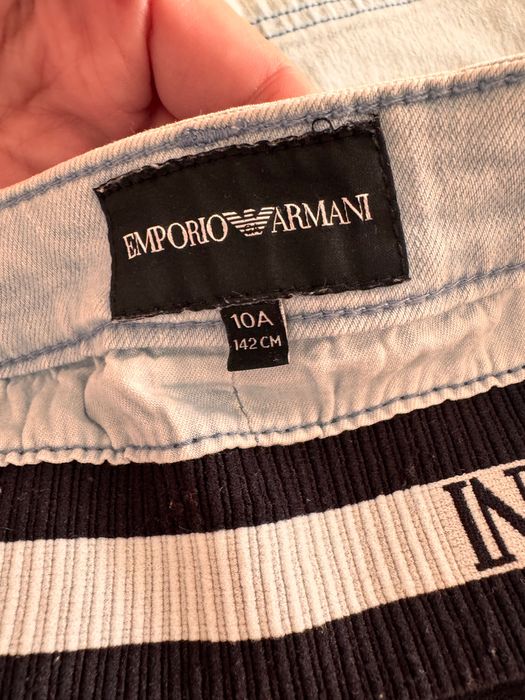 EMPORIO ARMANI
10A
142 CM
IN